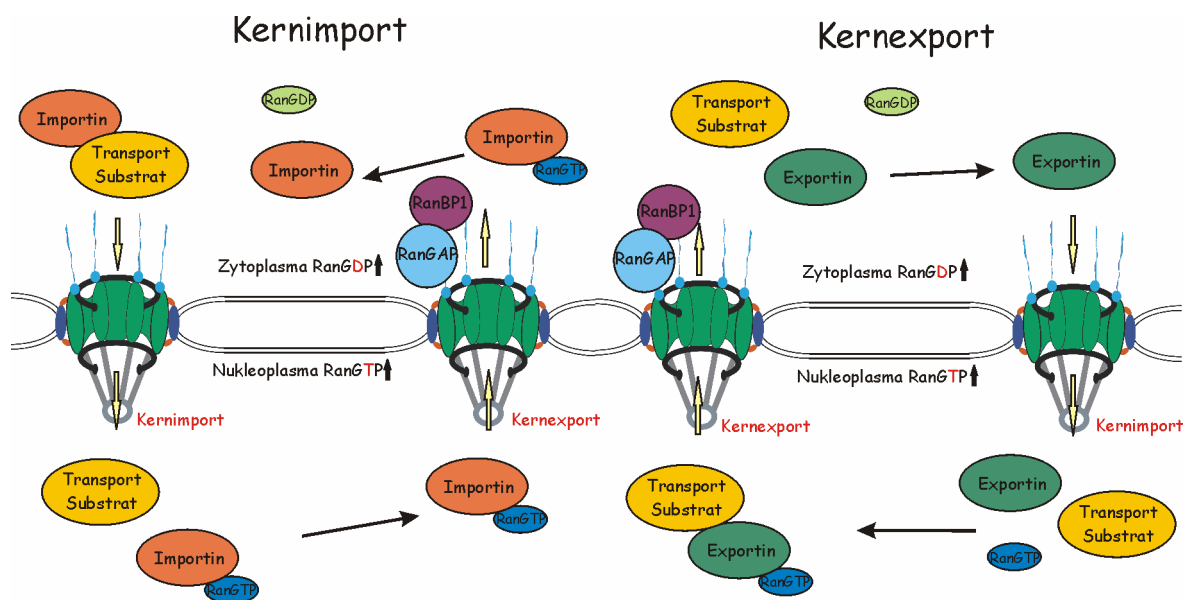 Kernimport
Kernexport
Importin
Transport
Substrat
RanGDP
Importin
Importin
RanGTP
RanBP1
RanGAP
Zytoplasma RanGDP
Nukleoplasma RanGTP
Kernimport
Kernexport
Transport
Substrat
Importin
RanGTP
Importin
RanGTP
Transport
Substrat
RanGDP
Exportin
Exportin
RanBP1
RanGAP
Zytoplasma RanGDP
Nukleoplasma RanGTP
Kernexport
Kernimport
Transport
Substrat
Exportin
RanGTP
Exportin
Transport
Substrat
RanGTP